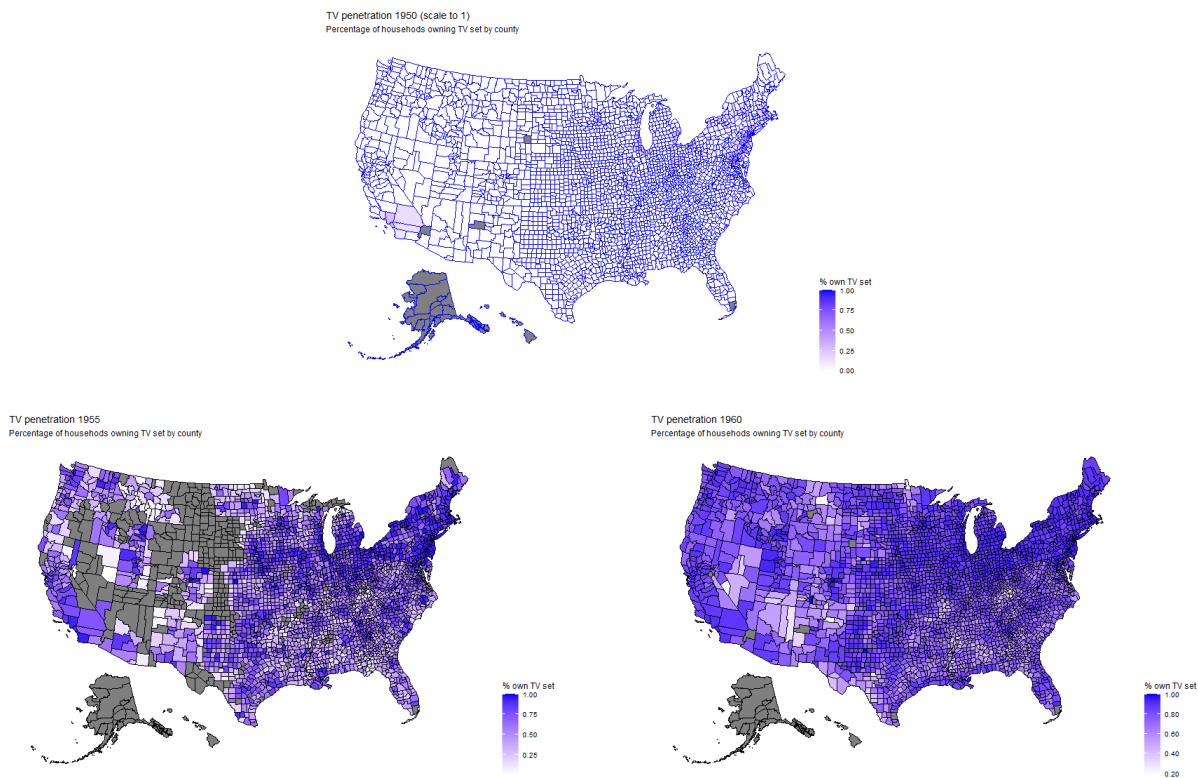 TV penetration 1950 (scale to 1)
Percentage of househods owning TV set by county
% own TV set
1.00
0.75
0.50
0.25
0.00
TV penetration 1955
Percentage of househods owning TV set by county
% own TV set
1.00
0.75
0.50
0.25
TV penetration 1960
Percentage of househods owning TV set by county
% own TV set
1.00
0.80
0.60
0.40
0.20